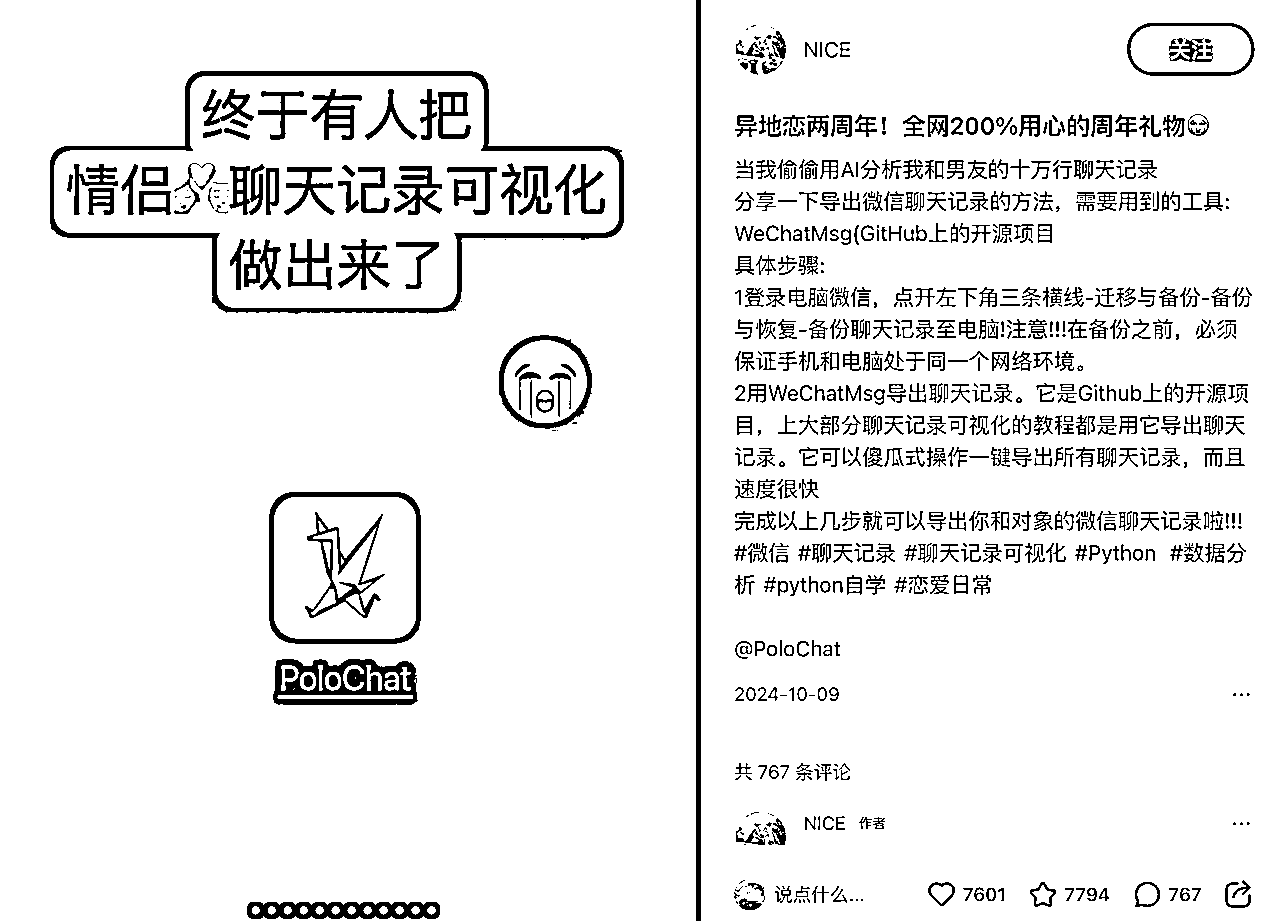 终于有人把
情侣聊天记录可视化
做出来了
PoloChat
NICE
关注
异地恋两周年！全网200%用心的周年礼物
当我偷偷用AI分析我和男友的十万行聊天记录
分享一下导出微信聊天记录的方法，需要用到的工具:
WeChatMsg(GitHub上的开源项目
具体步骤:
1登录电脑微信，点开左下角三条横线-迁移与备份-备份
与恢复-备份聊天记录至电脑!注意!!!在备份之前，必须
保证手机和电脑处于同一个网络环境。
2用WeChatMsg导出聊天记录。它是Github上的开源项
目，上大部分聊天记录可视化的教程都是用它导出聊天
记录。它可以傻瓜式操作一键导出所有聊天记录，而且
速度很快
完成以上几步就可以导出你和对象的微信聊天记录啦!!!
#微信 #聊天记录 #聊天记录可视化 #Python #数据分
析 #python自学 #恋爱日常
@PoloChat
2024-10-09
共 767 条评论
NICE 作者
说点什么... 7601 7794 767